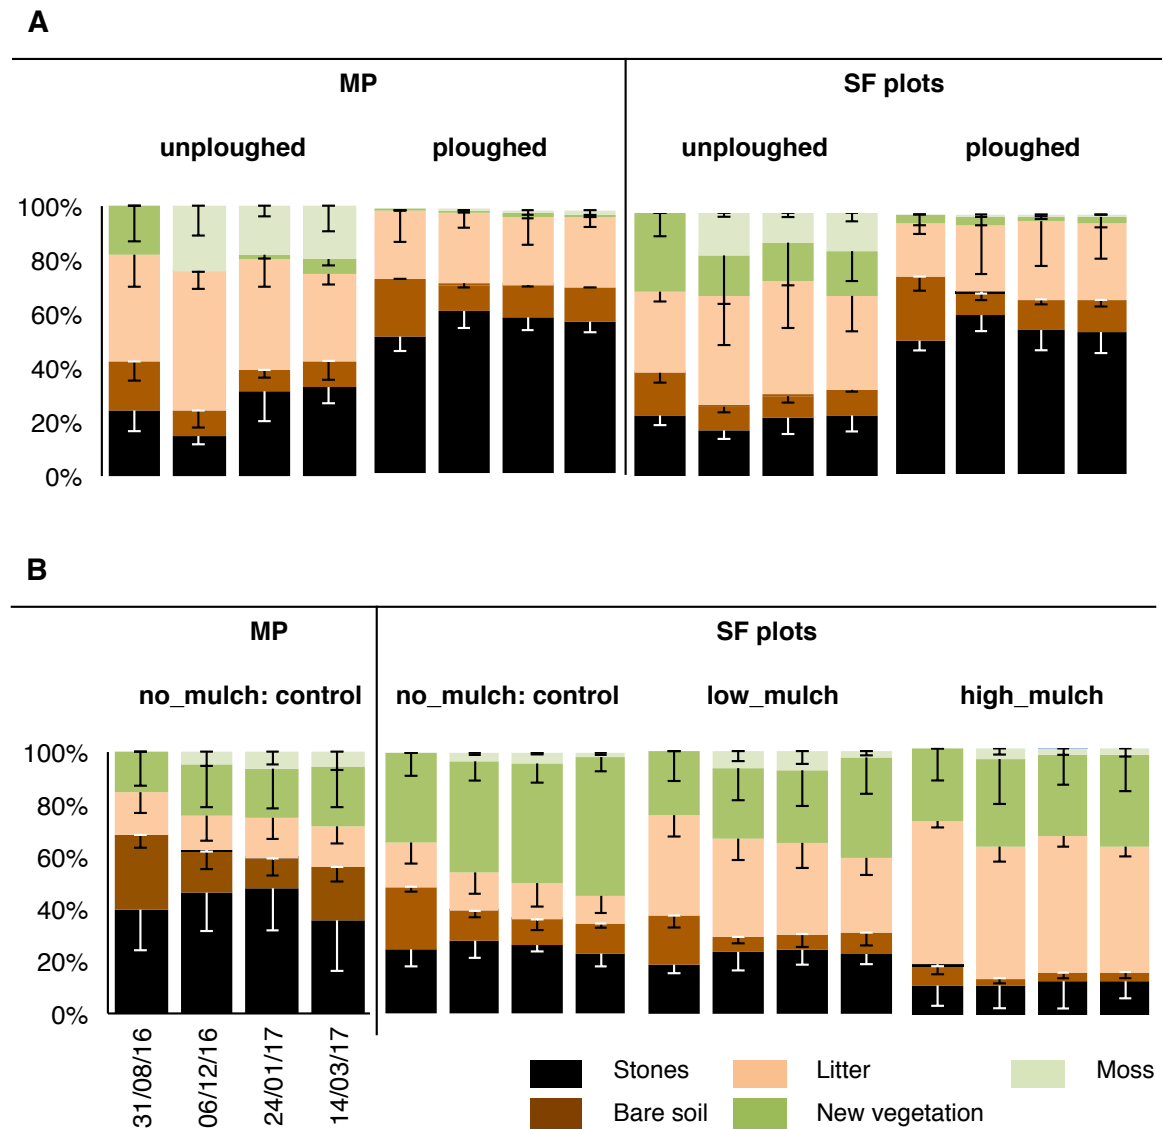 A
MP SF plots
unploughed ploughed unploughed ploughed
100%
80%
60%
40%
20%
0%
B
MP SF plots
no_mulch: control no_mulch: control low_mulch high_mulch
100%
80%
60%
40%
20%
0%
31/08/16 06/12/16 24/01/17 14/03/17
Stones Litter Moss
Bare soil New vegetation